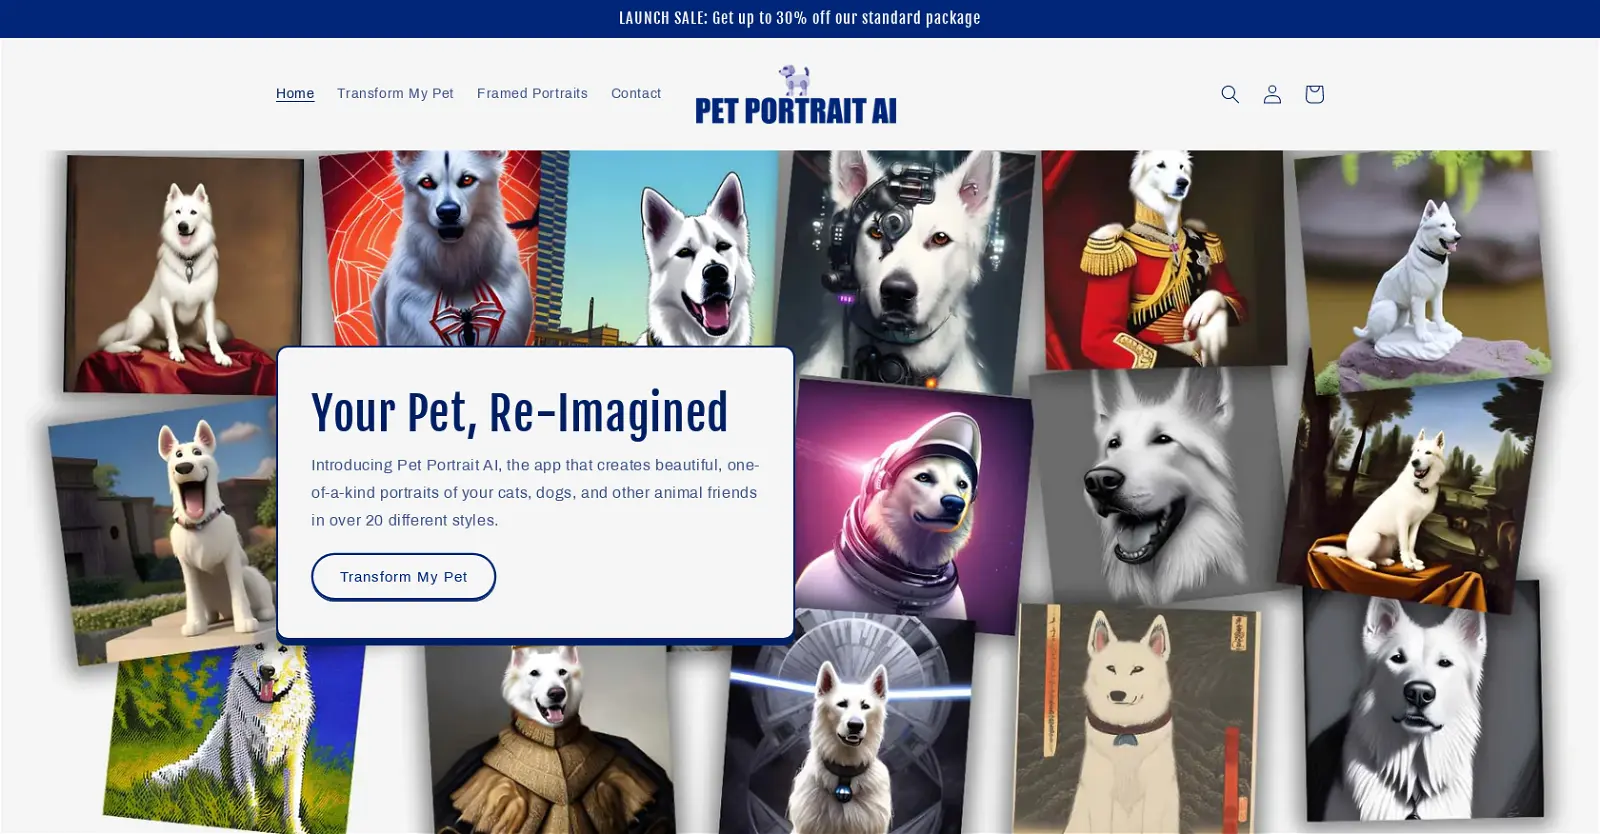 LAUNCH SALE: Get up to 30% off our standard package
Home
Transform My Pet
Framed Portraits
Contact
PET PORTRAIT AI
Your Pet, Re-Imagined
Introducing Pet Portrait AI, the app that creates beautiful, one-
of-a-kind portraits of your cats, dogs, and other animal friends
in over 20 different styles.
Transform My Pet